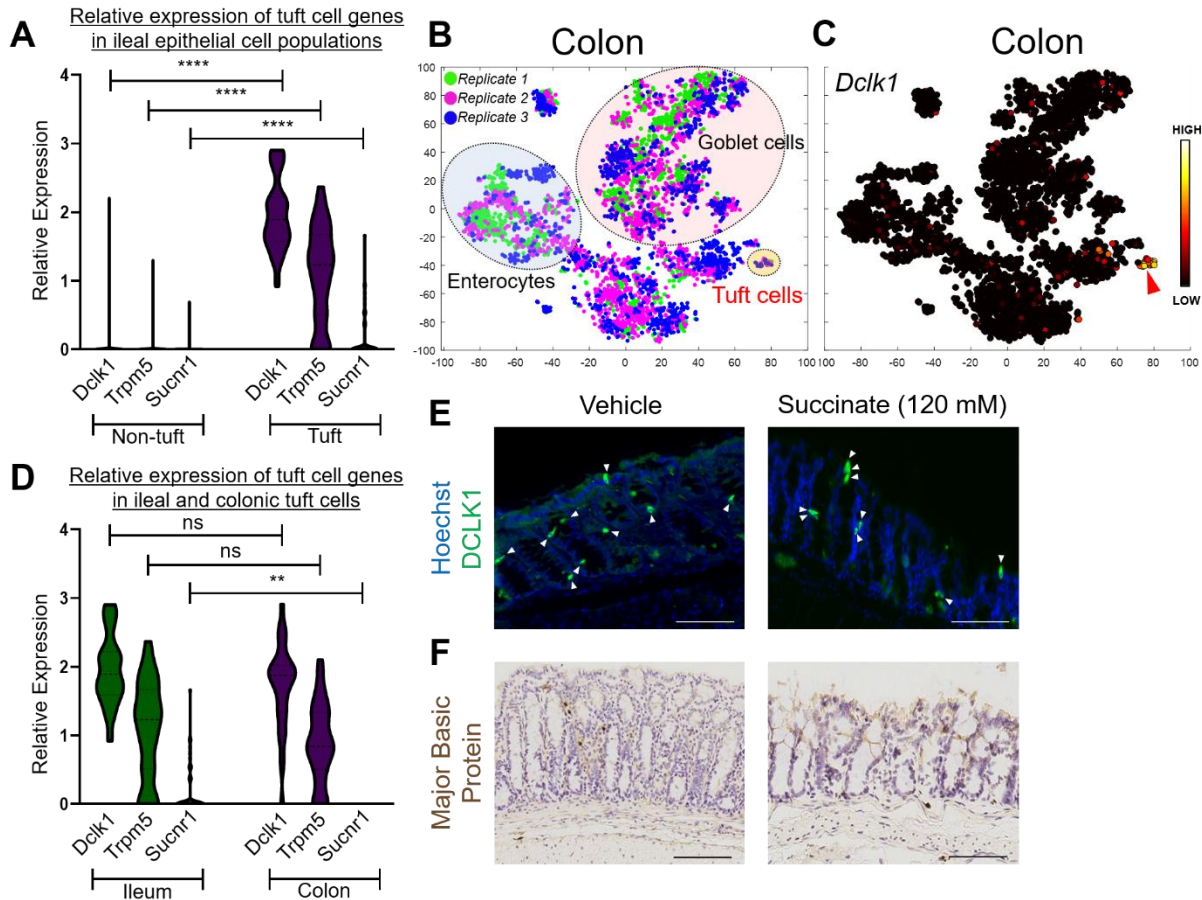 A
Relative expression of tuft cell genes
in ileal epithelial cell populations
Relative Expression
4
3
2
1
0
****
****
****
Dclk1
Trpm5
Sucnr1
Dclk1
Trpm5
Sucnr1
Non-tuft
Tuft
B
Colon
Replicate 1
Replicate 2
Replicate 3
Goblet cells
Enterocytes
Tuft cells
100
80
60
40
20
0
-20
-40
-60
-80
-100
-100
-80
-60
-40
-20
0
20
40
60
80
100
C
Colon
Dclk1
HIGH
LOW
-80
-60
-40
-20
0
20
40
60
80
100
D
Relative expression of tuft cell genes
in ileal and colonic tuft cells
Relative Expression
4
3
2
1
0
ns
ns
**
Dclk1
Trpm5
Sucnr1
Dclk1
Trpm5
Sucnr1
Ileum
Colon
E
Vehicle
Succinate (120 mM)
Hoechst
DCLK1
F
Major Basic
Protein